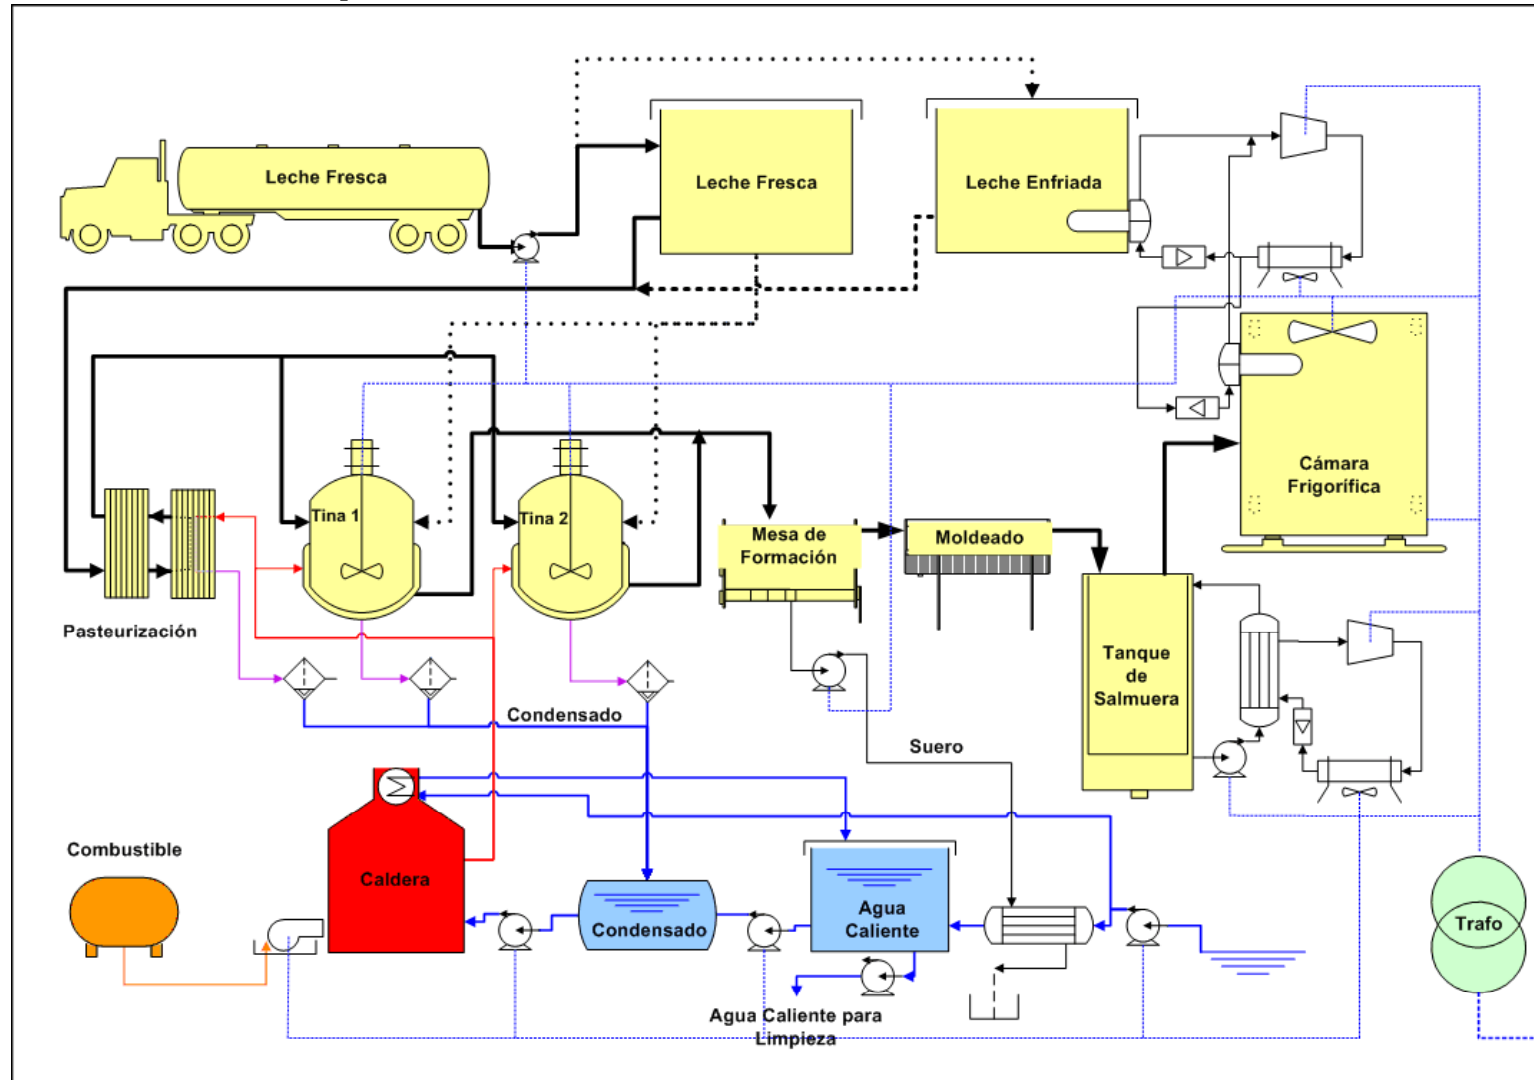 Leche Fresca
Leche Fresca
Leche Enfriada
Tina 1
Tina 2
Cámara
Frigorífica
Mesa de
Formación
Moldeado
Pasteurización
Tanque
de
Salmuera
Condensado
Suero
Combustible
Caldera
Condensado
Agua
Caliente
Trafo
Agua Caliente para
Limpieza